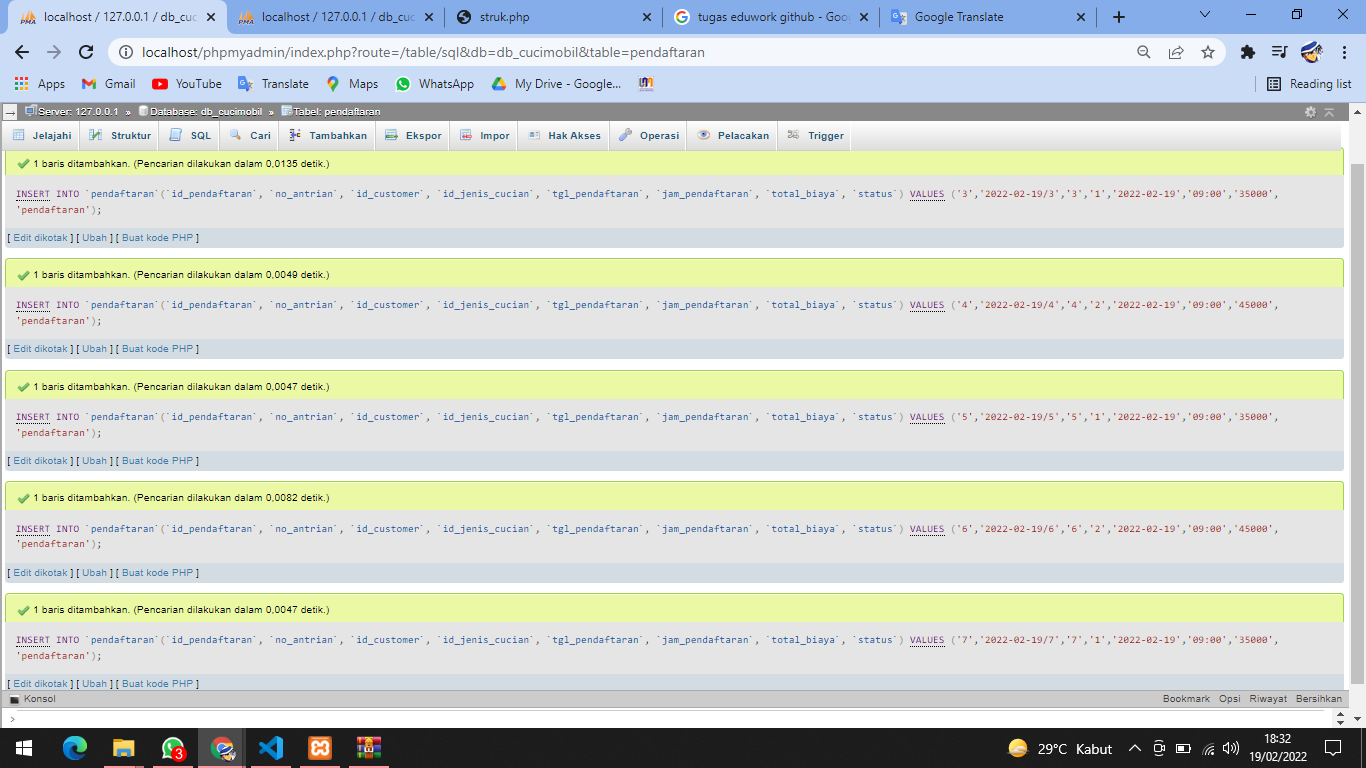 localhost / 127.0.0.1 / db_cuc
localhost / 127.0.0.1 / db_cuc
struk.php
tugas eduwork github - Goo
Google Translate
localhost/phpmyadmin/index.php?route=/table/sql&db=db_cucimobil&table=pendaftaran
Apps
Gmail
YouTube
Translate
Maps
WhatsApp
My Drive - Google...
Reading list
Server: 127.0.0.1 » Database: db_cucimobil » Tabel: pendaftaran
Jelajahi
Struktur
SQL
Cari
Tambahkan
Ekspor
Impor
Hak Akses
Operasi
Pelacakan
Trigger
1 baris ditambahkan. (Pencarian dilakukan dalam 0,0135 detik.)
INSERT INTO `pendaftaran`(`id_pendaftaran`, `no_antrian`, `id_customer`, `id_jenis_cucian`, `tgl_pendaftaran`, `jam_pendaftaran`, `total_biaya`, `status`) VALUES ('3','2022-02-19/3','3','1','2022-02-19','09:00','35000',
'pendaftaran');
[ Edit dikotak ] [ Ubah ] [ Buat kode PHP ]
1 baris ditambahkan. (Pencarian dilakukan dalam 0,0049 detik.)
INSERT INTO `pendaftaran`(`id_pendaftaran`, `no_antrian`, `id_customer`, `id_jenis_cucian`, `tgl_pendaftaran`, `jam_pendaftaran`, `total_biaya`, `status`) VALUES ('4','2022-02-19/4','4','2','2022-02-19','09:00','45000',
'pendaftaran');
[ Edit dikotak ] [ Ubah ] [ Buat kode PHP ]
1 baris ditambahkan. (Pencarian dilakukan dalam 0,0047 detik.)
INSERT INTO `pendaftaran`(`id_pendaftaran`, `no_antrian`, `id_customer`, `id_jenis_cucian`, `tgl_pendaftaran`, `jam_pendaftaran`, `total_biaya`, `status`) VALUES ('5','2022-02-19/5','5','1','2022-02-19','09:00','35000',
'pendaftaran');
[ Edit dikotak ] [ Ubah ] [ Buat kode PHP ]
1 baris ditambahkan. (Pencarian dilakukan dalam 0,0082 detik.)
INSERT INTO `pendaftaran`(`id_pendaftaran`, `no_antrian`, `id_customer`, `id_jenis_cucian`, `tgl_pendaftaran`, `jam_pendaftaran`, `total_biaya`, `status`) VALUES ('6','2022-02-19/6','6','2','2022-02-19','09:00','45000',
'pendaftaran');
[ Edit dikotak ] [ Ubah ] [ Buat kode PHP ]
1 baris ditambahkan. (Pencarian dilakukan dalam 0,0047 detik.)
INSERT INTO `pendaftaran`(`id_pendaftaran`, `no_antrian`, `id_customer`, `id_jenis_cucian`, `tgl_pendaftaran`, `jam_pendaftaran`, `total_biaya`, `status`) VALUES ('7','2022-02-19/7','7','1','2022-02-19','09:00','35000',
'pendaftaran');
[ Edit dikotak ] [ Ubah ] [ Buat kode PHP ]
Konsol
Bookmark Opsi Riwayat Bersihkan
>
3
29°C Kabut
18:32
19/02/2022